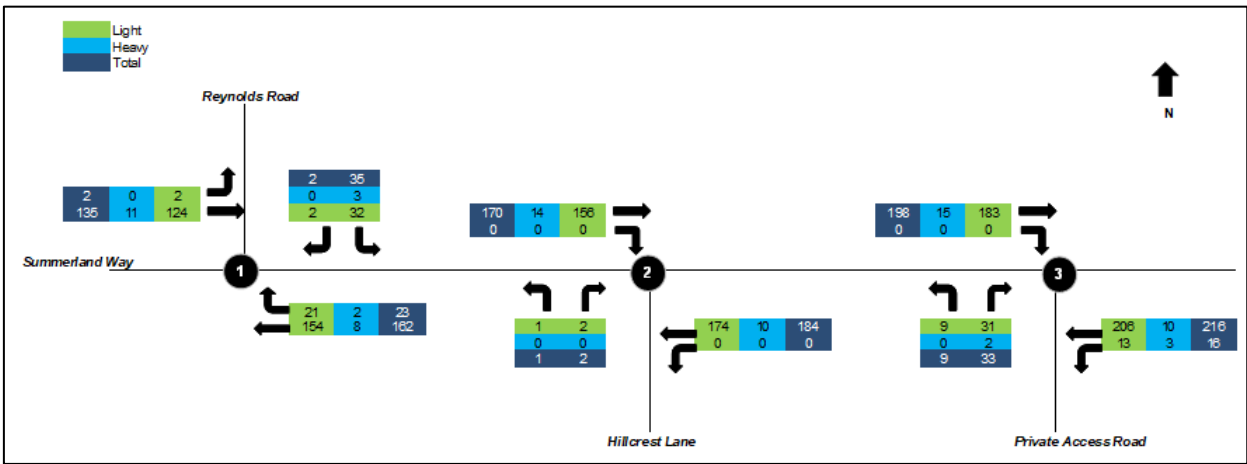 Light
Heavy
Total
N
Reynolds Road
2 0 2
135 11 124
2 35
0 3
2 32
170 14 156
0 0 0
198 15 183
0 0 0
Summerland Way
1
2
3
21 2 23
154 8 162
1 2
0 0
1 2
174 10 184
0 0 0
9 31
0 2
9 33
206 10 216
13 3 16
Hillcrest Lane
Private Access Road